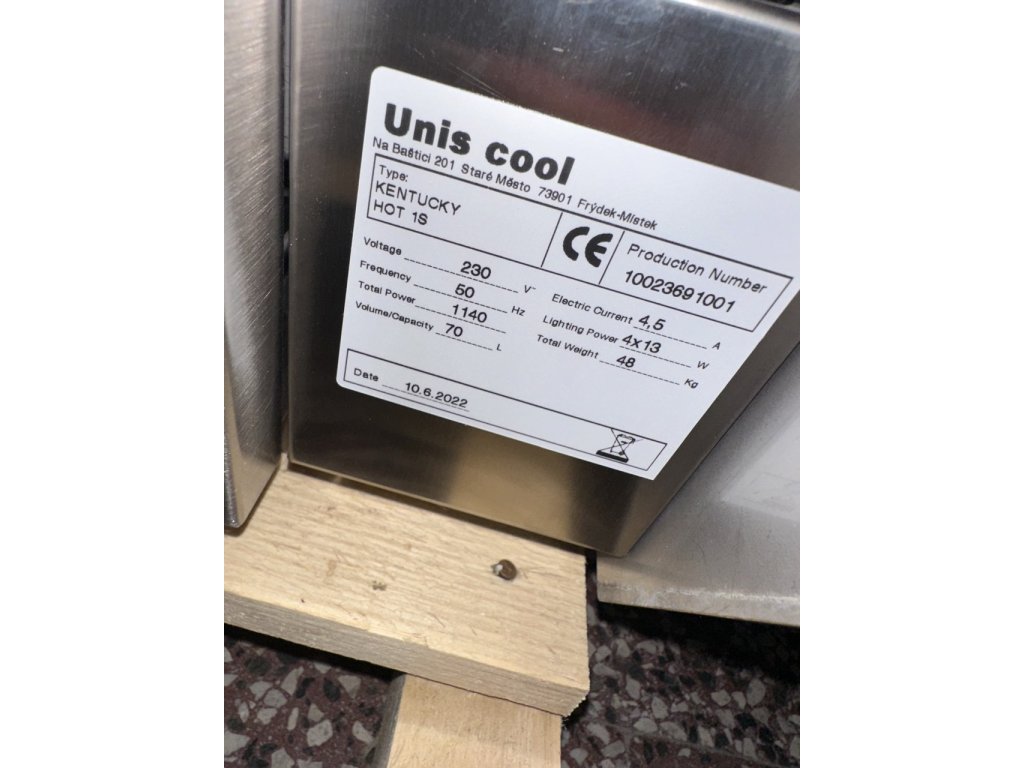 Unis cool
Na Baštici 201 Staré Město 73901 Frýdek-Místek
Type:
KENTUCKY
HOT 1S
CE
Production Number
10023691001
Voltage 230 V~
Frequency 50 Hz
Total Power 1140
Volume/Capacity 70 L
Electric Current 4,5 A
Lighting Power 4x13 W
Total Weight 48 Kg
Date 10.6.2022